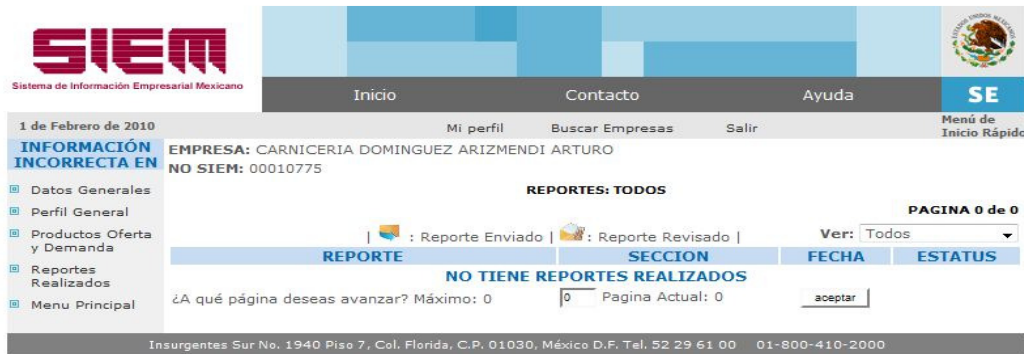 SIEM
Sistema de Información Empresarial Mexicano
ESTADOS UNIDOS MEXICANOS
Inicio Contacto Ayuda SE
1 de Febrero de 2010 Mi perfil Buscar Empresas Salir Menú de Inicio Rápido
INFORMACIÓN INCORRECTA EN
Datos Generales
Perfil General
Productos Oferta y Demanda
Reportes Realizados
Menu Principal
EMPRESA: CARNICERIA DOMINGUEZ ARIZMENDI ARTURO
NO SIEM: 00010775
REPORTES: TODOS
PAGINA 0 de 0
| : Reporte Enviado | : Reporte Revisado | Ver: Todos
REPORTE SECCION FECHA ESTATUS
NO TIENE REPORTES REALIZADOS
¿A qué página deseas avanzar? Máximo: 0 0 Pagina Actual: 0 aceptar
Insurgentes Sur No. 1940 Piso 7, Col. Florida, C.P. 01030, México D.F. Tel. 52 29 61 00 01-800-410-2000